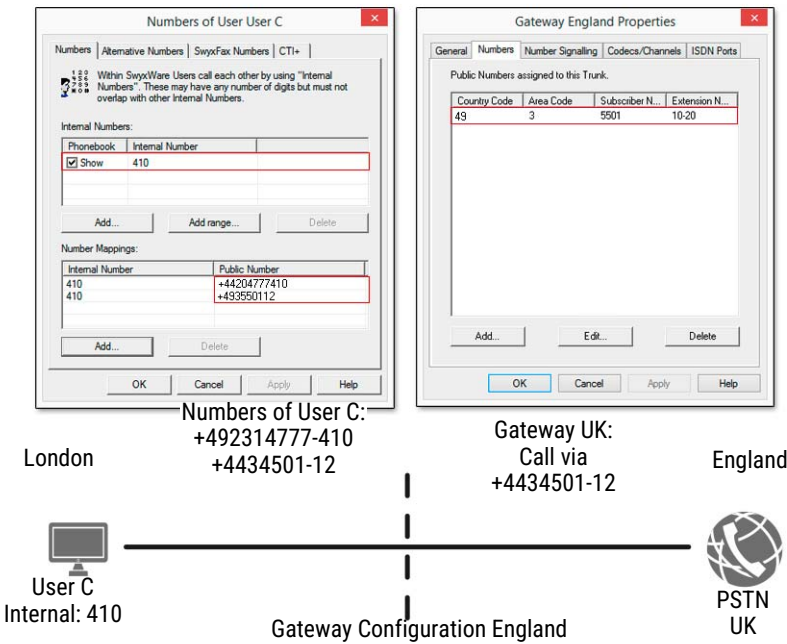 Numbers of User User C
Numbers
Alternative Numbers
SwyxFax Numbers
CTI+
Within SwyxWare Users call each other by using "Internal
Numbers". These may have any number of digits but must not
overlap with other Internal Numbers.
Internal Numbers:
Phonebook
Internal Number
Show
410
Add...
Add range...
Delete
Number Mappings:
Internal Number
Public Number
410
+44204777410
410
+493550112
Add...
Delete
OK
Cancel
Apply
Help
Gateway England Properties
General
Numbers
Number Signalling
Codecs/Channels
ISDN Ports
Public Numbers assigned to this Trunk.
Country Code
Area Code
Subscriber N...
Extension N...
49
3
5501
10-20
Add...
Edit...
Delete
OK
Cancel
Apply
Help
Numbers of User C:
+492314777-410
+4434501-12
Gateway UK:
Call via
+4434501-12
London
England
User C
Internal: 410
PSTN
UK
Gateway Configuration England